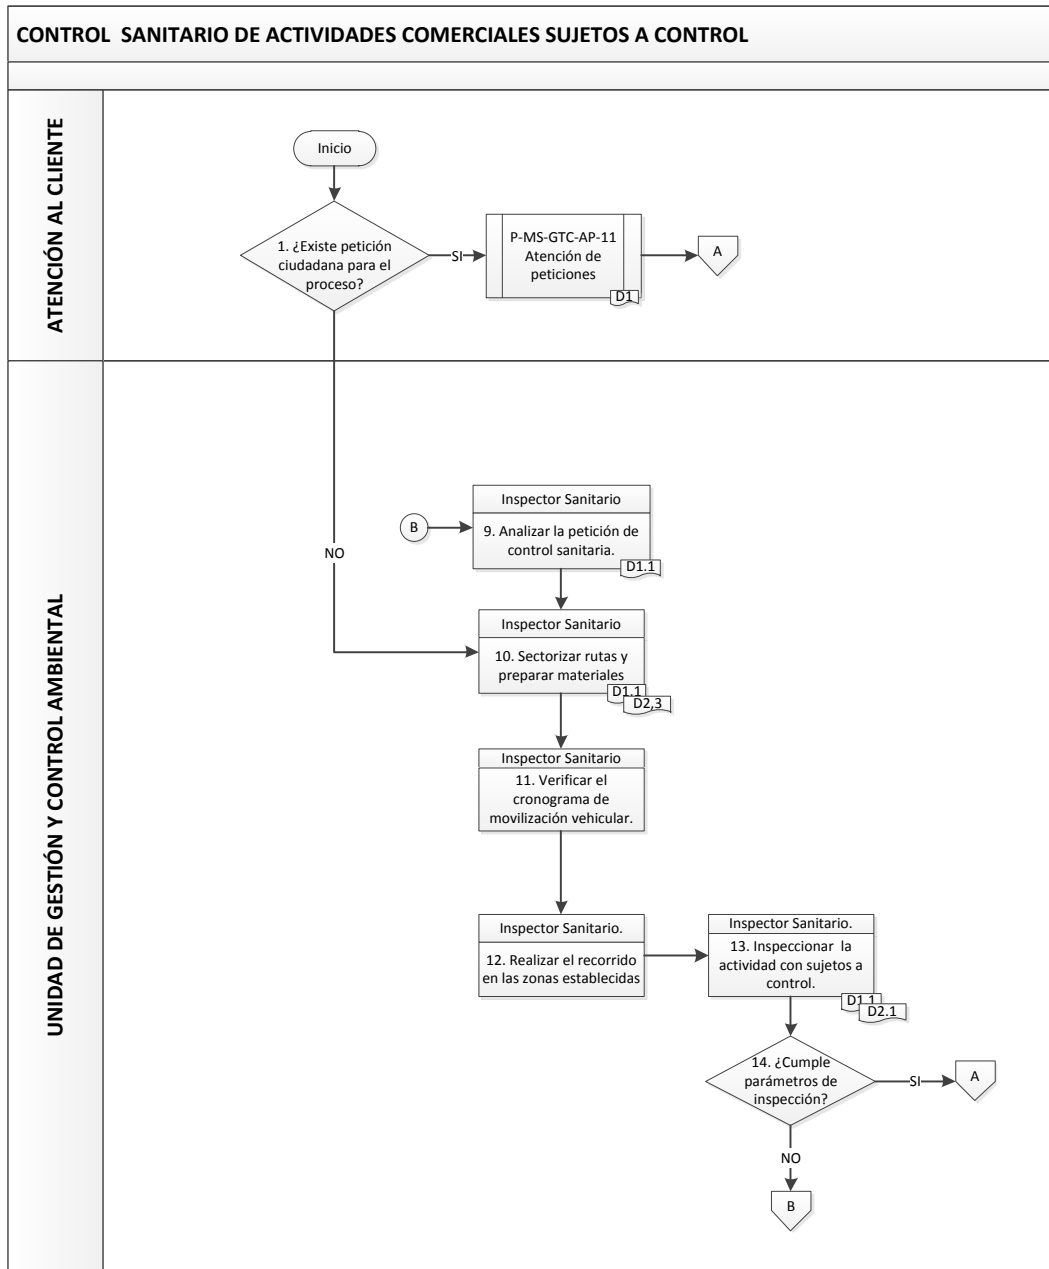 CONTROL  SANITARIO DE ACTIVIDADES COMERCIALES SUJETOS A CONTROL
ATENCIÓN AL CLIENTE
Inicio
1. ¿Existe petición
ciudadana para el
proceso?
SI
P-MS-GTC-AP-11
Atención de
peticiones
D1
A
NO
UNIDAD DE GESTIÓN Y CONTROL AMBIENTAL
B
Inspector Sanitario
9. Analizar la petición de
control sanitaria.
D1.1
Inspector Sanitario
10. Sectorizar rutas y
preparar materiales
D1.1
D2,3
Inspector Sanitario
11. Verificar el
cronograma de
movilización vehicular.
Inspector Sanitario.
12. Realizar el recorrido
en las zonas establecidas
Inspector Sanitario.
13. Inspeccionar  la
actividad con sujetos a
control.
D1.1
D2.1
14. ¿Cumple
parámetros de
inspección?
SI
A
NO
B